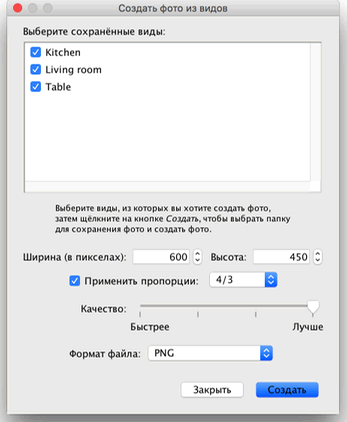 Создать фото из видов
Выберите сохранённые виды:
Kitchen
Living room
Table
Выберите виды, из которых вы хотите создать фото,
затем щёлкните на кнопке Создать, чтобы выбрать папку
для сохранения фото и создать фото.
Ширина (в пикселах): 600 Высота: 450
Применить пропорции: 4/3
Качество:
Быстрее Лучше
Формат файла: PNG
Закрыть Создать